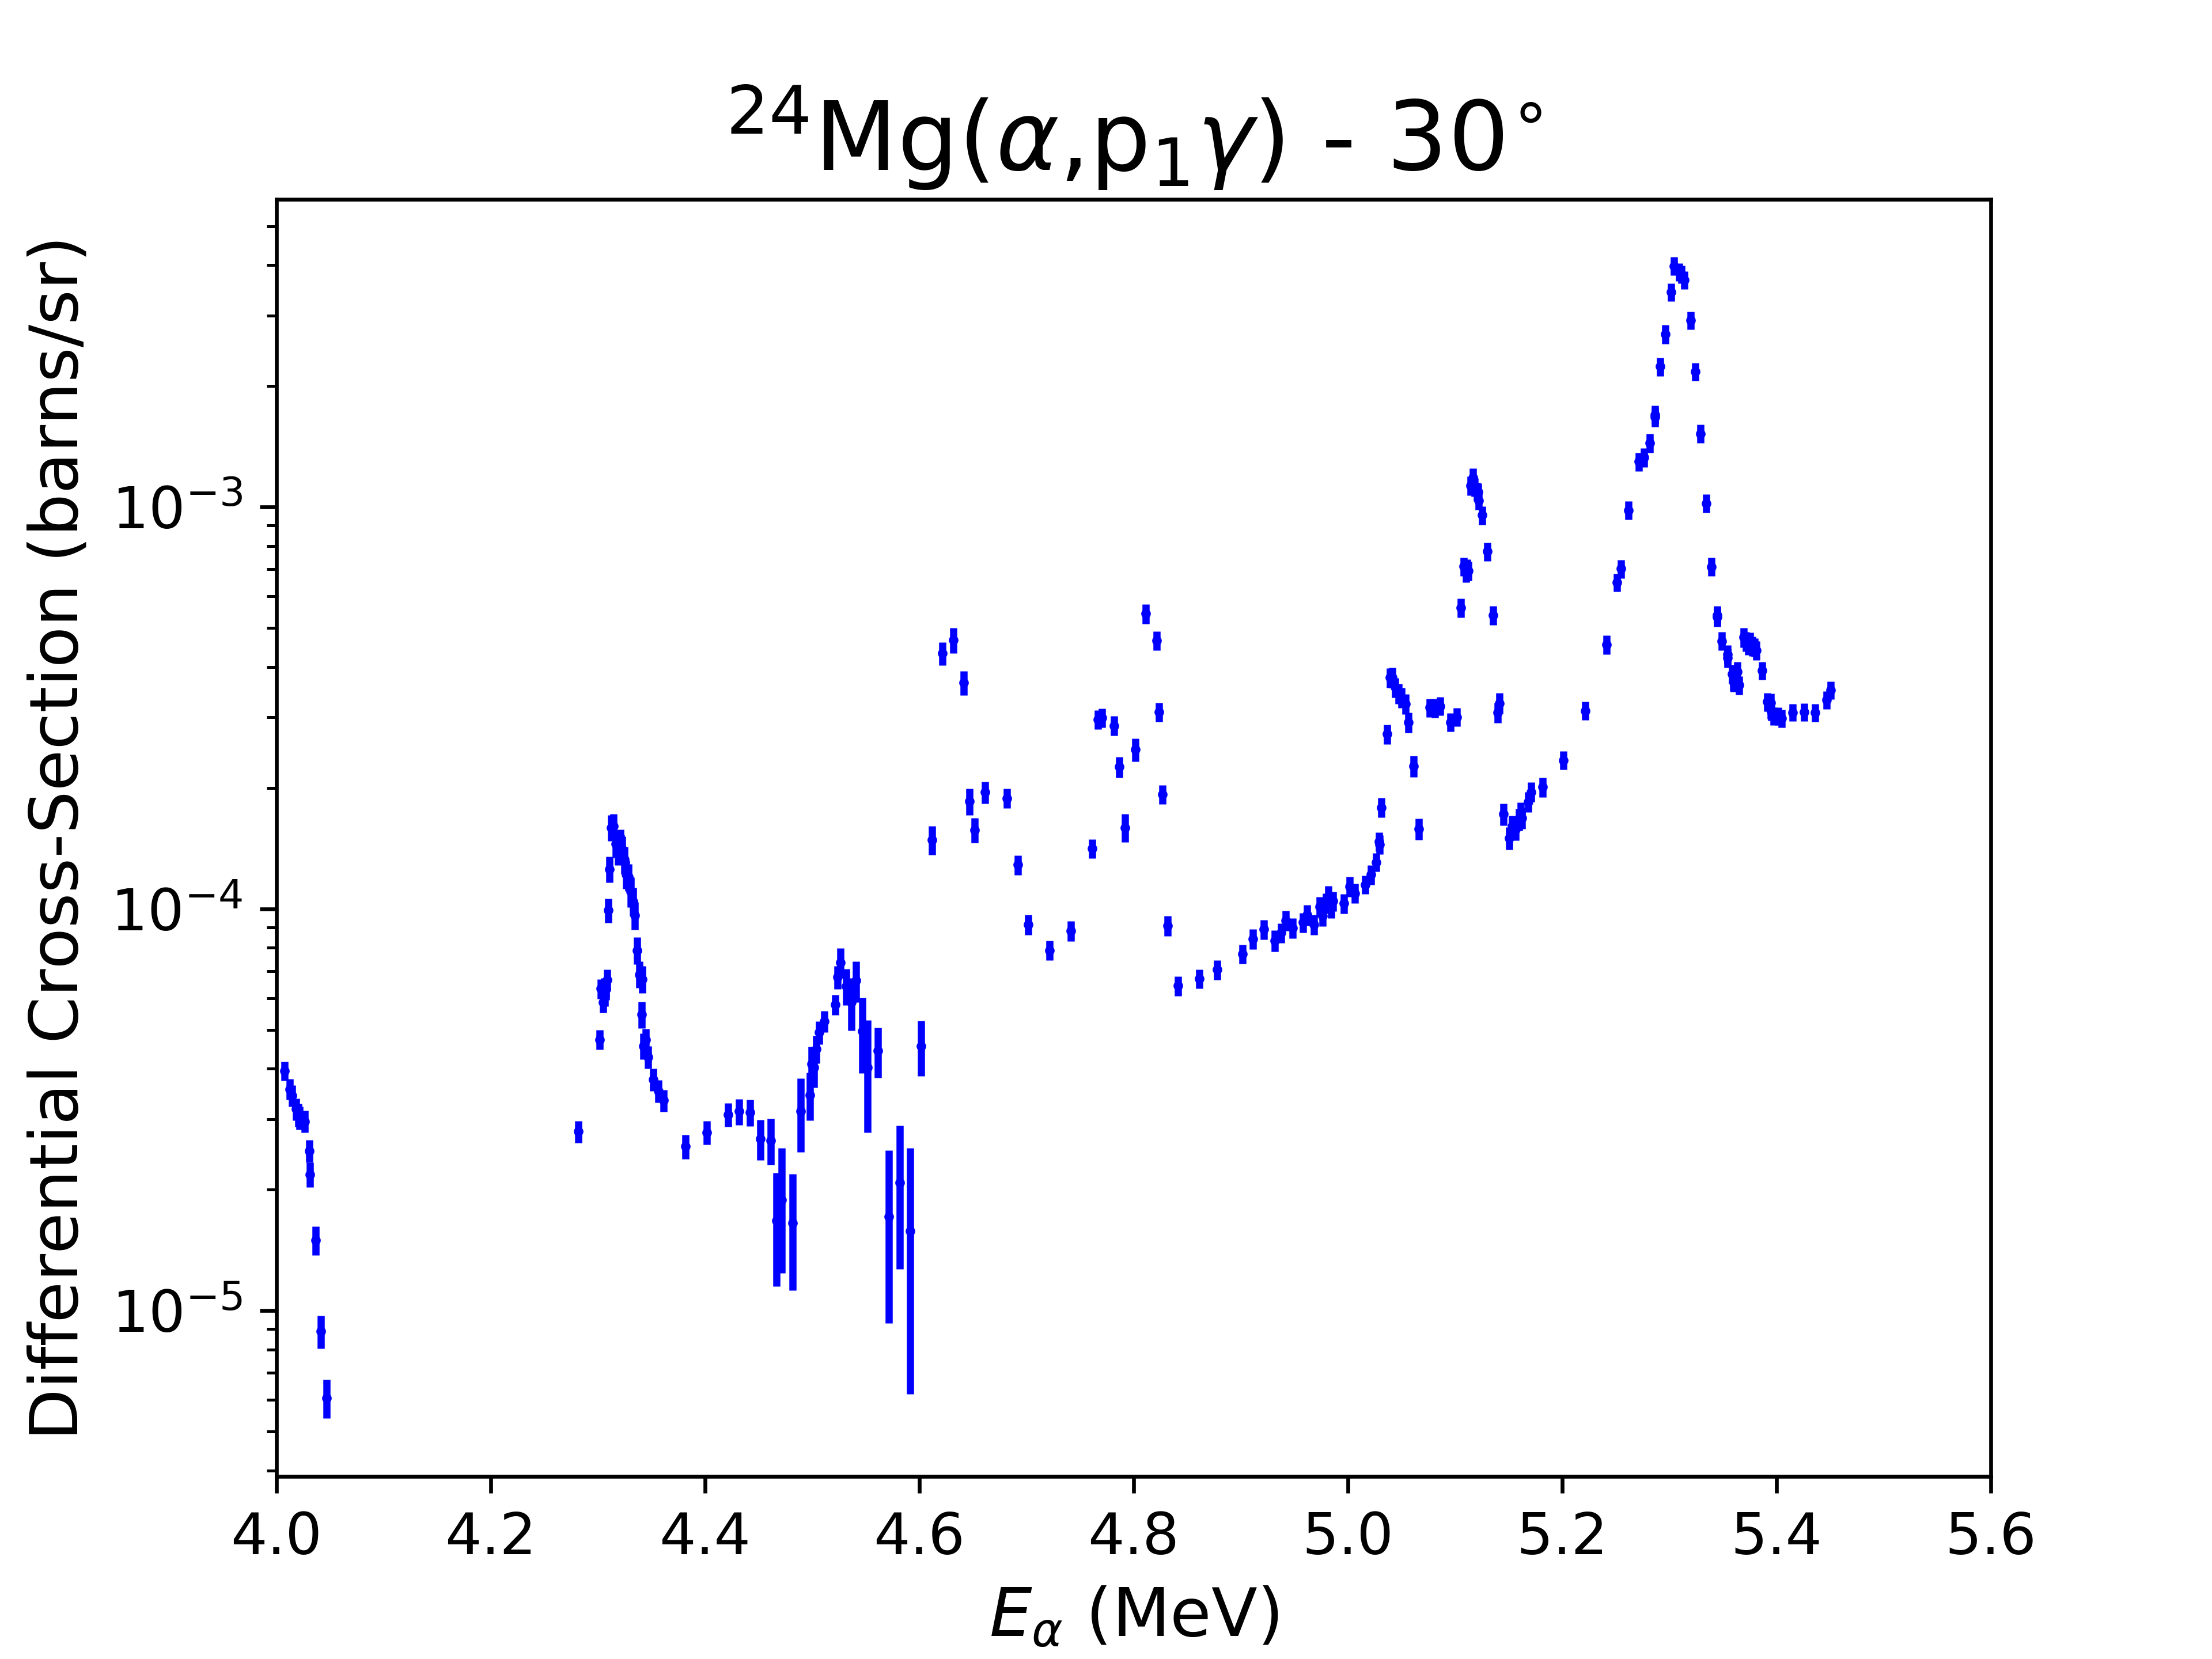 ²⁴Mg(α,p₁γ) - 30°
Differential Cross-Section (barns/sr)
10⁻³
10⁻⁴
10⁻⁵
4.0 4.2 4.4 4.6 4.8 5.0 5.2 5.4 5.6
Eα (MeV)